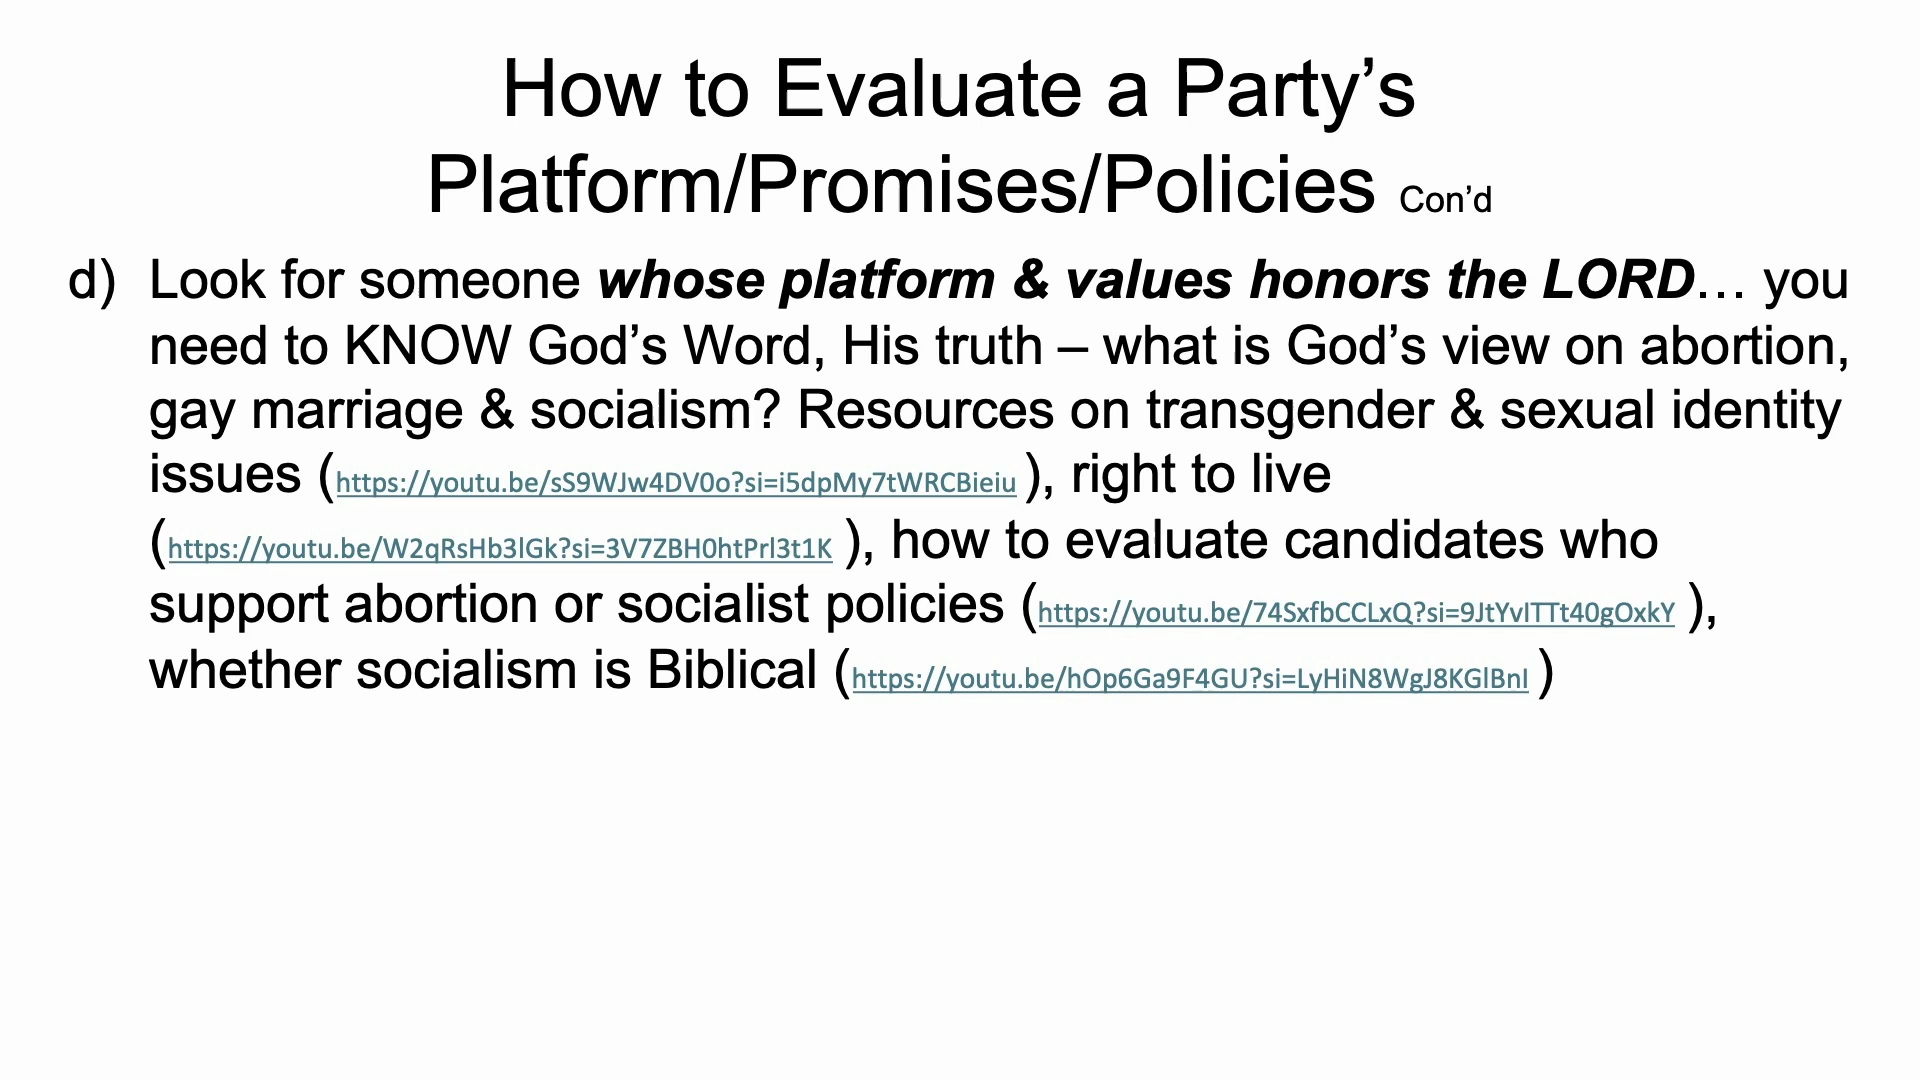 How to Evaluate a Party’s
Platform/Promises/Policies Con’d
d) Look for someone whose platform & values honors the LORD… you
need to KNOW God’s Word, His truth – what is God’s view on abortion,
gay marriage & socialism? Resources on transgender & sexual identity
issues (https://youtu.be/sS9WJw4DV0o?si=i5dpMy7tWRCBieiu ), right to live
(https://youtu.be/W2qRsHb3lGk?si=3V7ZBH0htPrl3t1K ), how to evaluate candidates who
support abortion or socialist policies (https://youtu.be/74SxfbCCLxQ?si=9JtYvITTt40gOxkY ),
whether socialism is Biblical (https://youtu.be/hOp6Ga9F4GU?si=LyHiN8WgJ8KGlBnI )